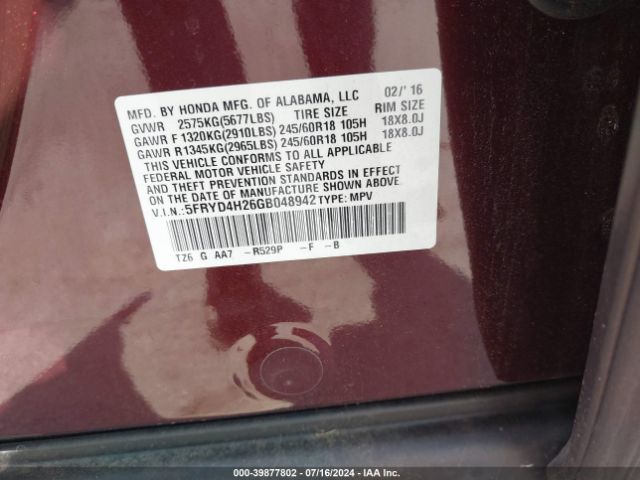 MFD. BY HONDA MFG. OF ALABAMA, LLC 02/'16
GVWR 2575KG(5677LBS) TIRE SIZE RIM SIZE
GAWR F 1320KG(2910LBS) 245/60R18 105H 18X8.0J
GAWR R1345KG(2965LBS) 245/60R18 105H 18X8.0J
THIS VEHICLE CONFORMS TO ALL APPLICABLE
FEDERAL MOTOR VEHICLE SAFETY
AND THEFT PREVENTION STANDARDS IN EFFECT
ON THE DATE OF MANUFACTURE SHOWN ABOVE.
V.I.N.:5FRYD4H26GB048942 TYPE: MPV
TZ6 G AA7 -R529P -F -B
000-39877802 - 07/16/2024 - IAA Inc.